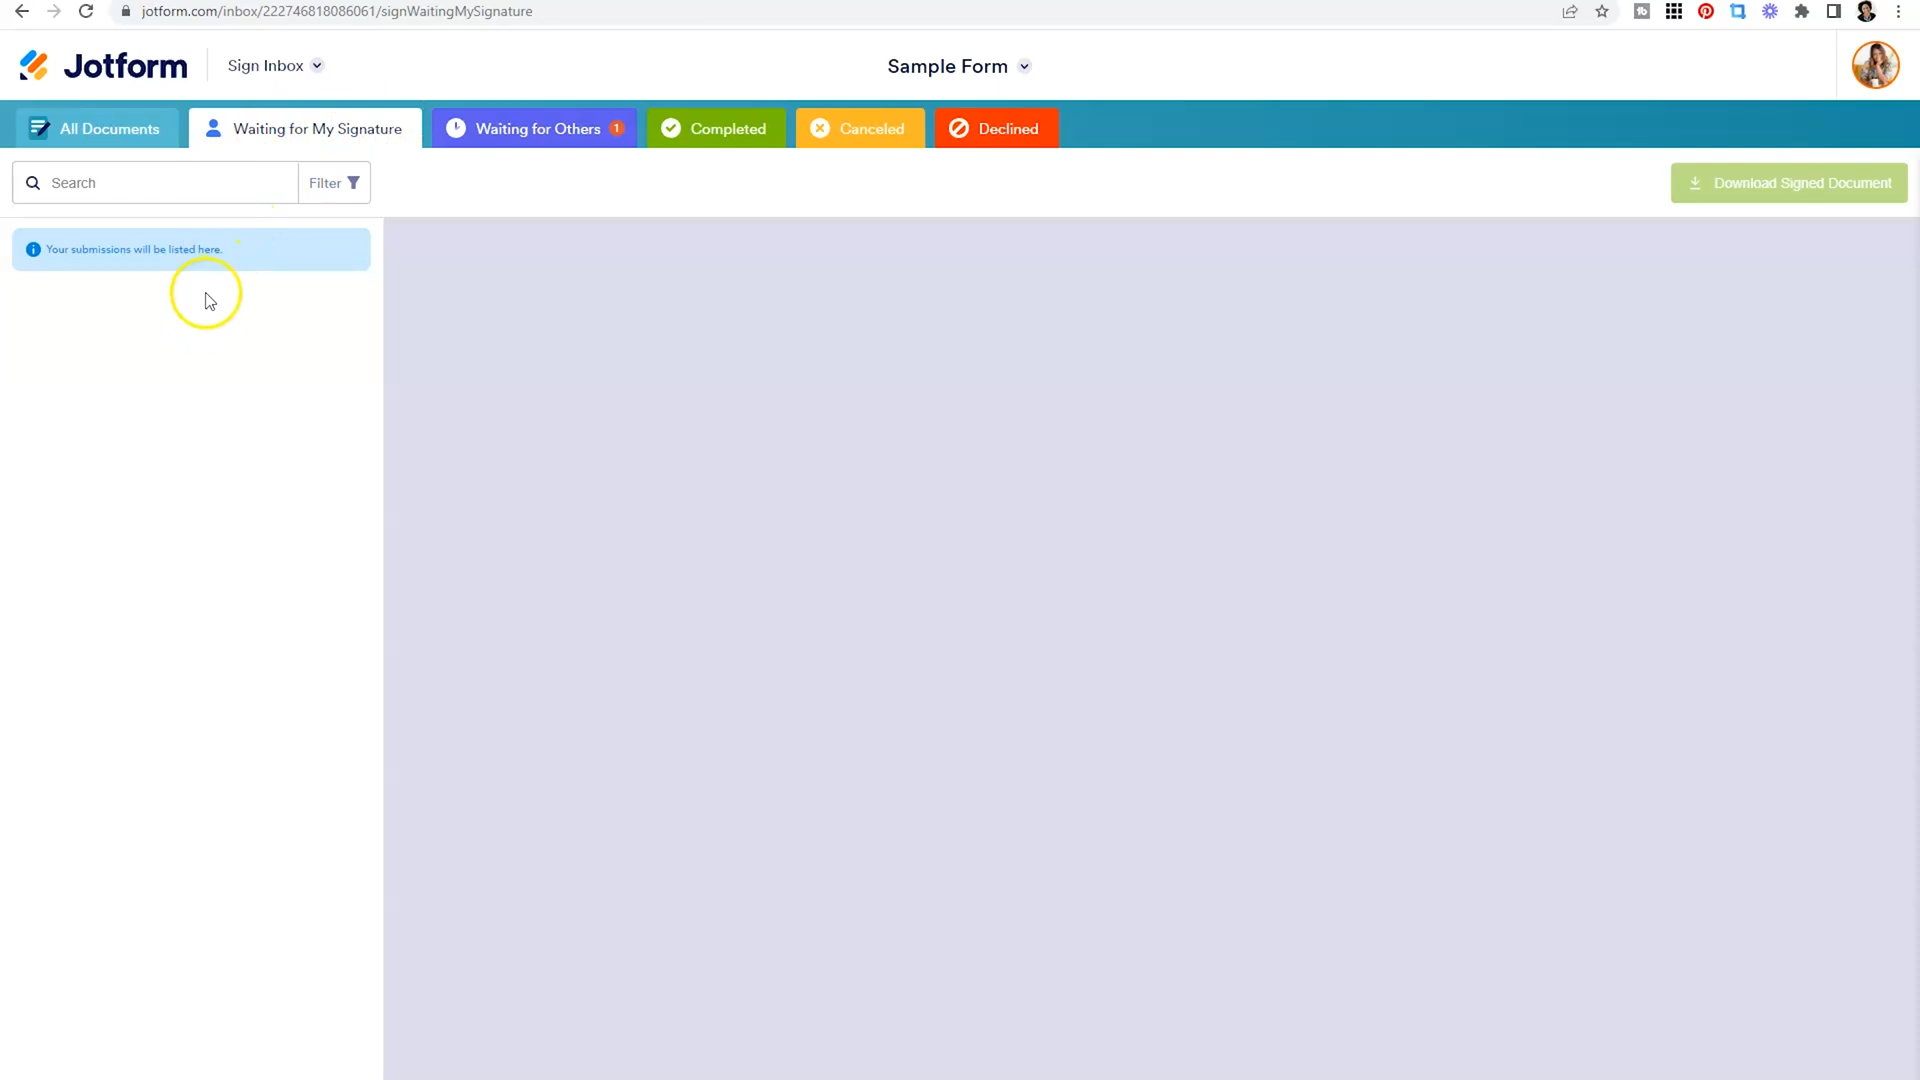 jotform.com/inbox/222746818086061/signWaitingMySignature
Jotform
Sign Inbox
Sample Form
All Documents
Waiting for My Signature
Waiting for Others 1
Completed
Canceled
Declined
Search
Filter
Download Signed Document
Your submissions will be listed here.